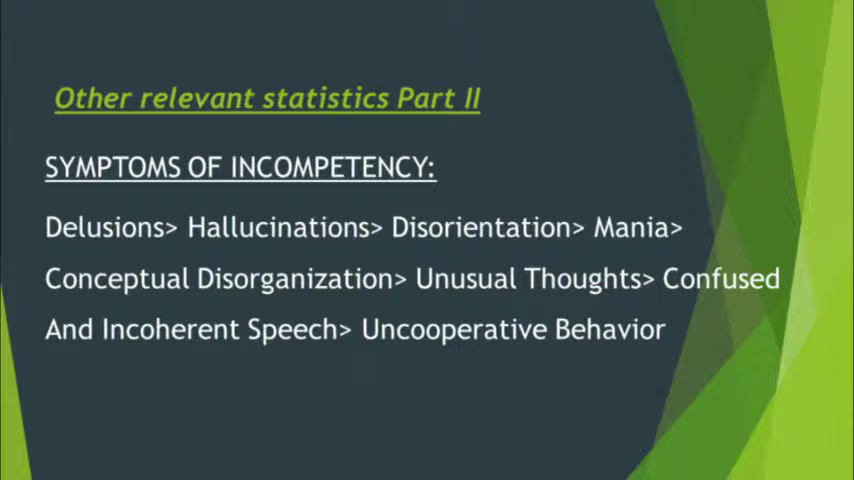 Other relevant statistics Part II
SYMPTOMS OF INCOMPETENCY:
Delusions> Hallucinations> Disorientation> Mania>
Conceptual Disorganization> Unusual Thoughts> Confused
And Incoherent Speech> Uncooperative Behavior